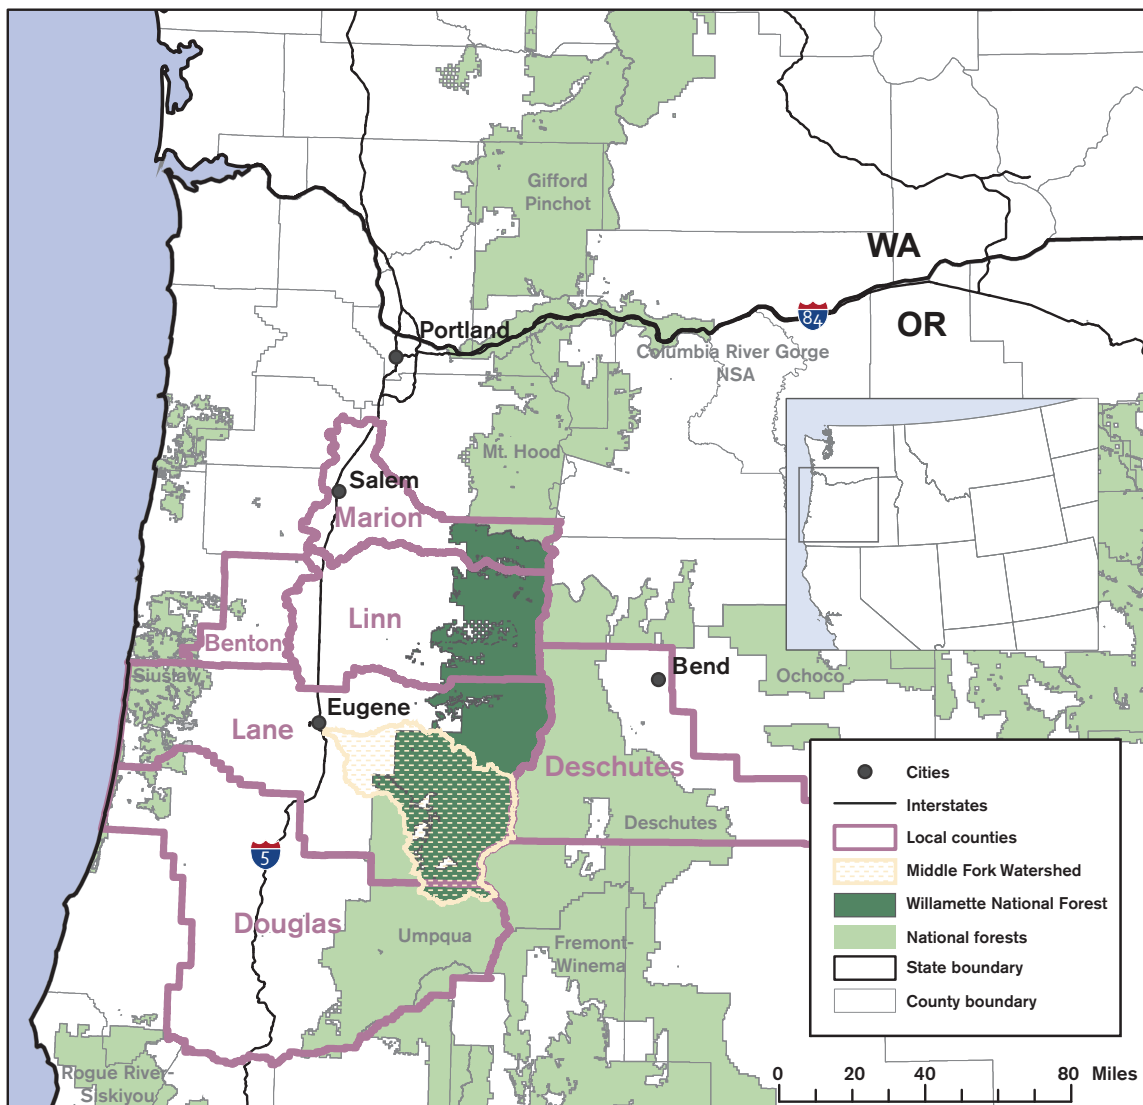 Gifford
Pinchot
WA
84
OR
Portland
Columbia River Gorge
NSA
Mt. Hood
Salem
Marion
Linn
Benton
Siuslaw
Bend
Ochoco
Eugene
Lane
Deschutes
Deschutes
5
Douglas
Umpqua
Fremont-
Winema
Rogue River-
Siskiyou
Cities
Interstates
Local counties
Middle Fork Watershed
Willamette National Forest
National forests
State boundary
County boundary
0 20 40 80 Miles